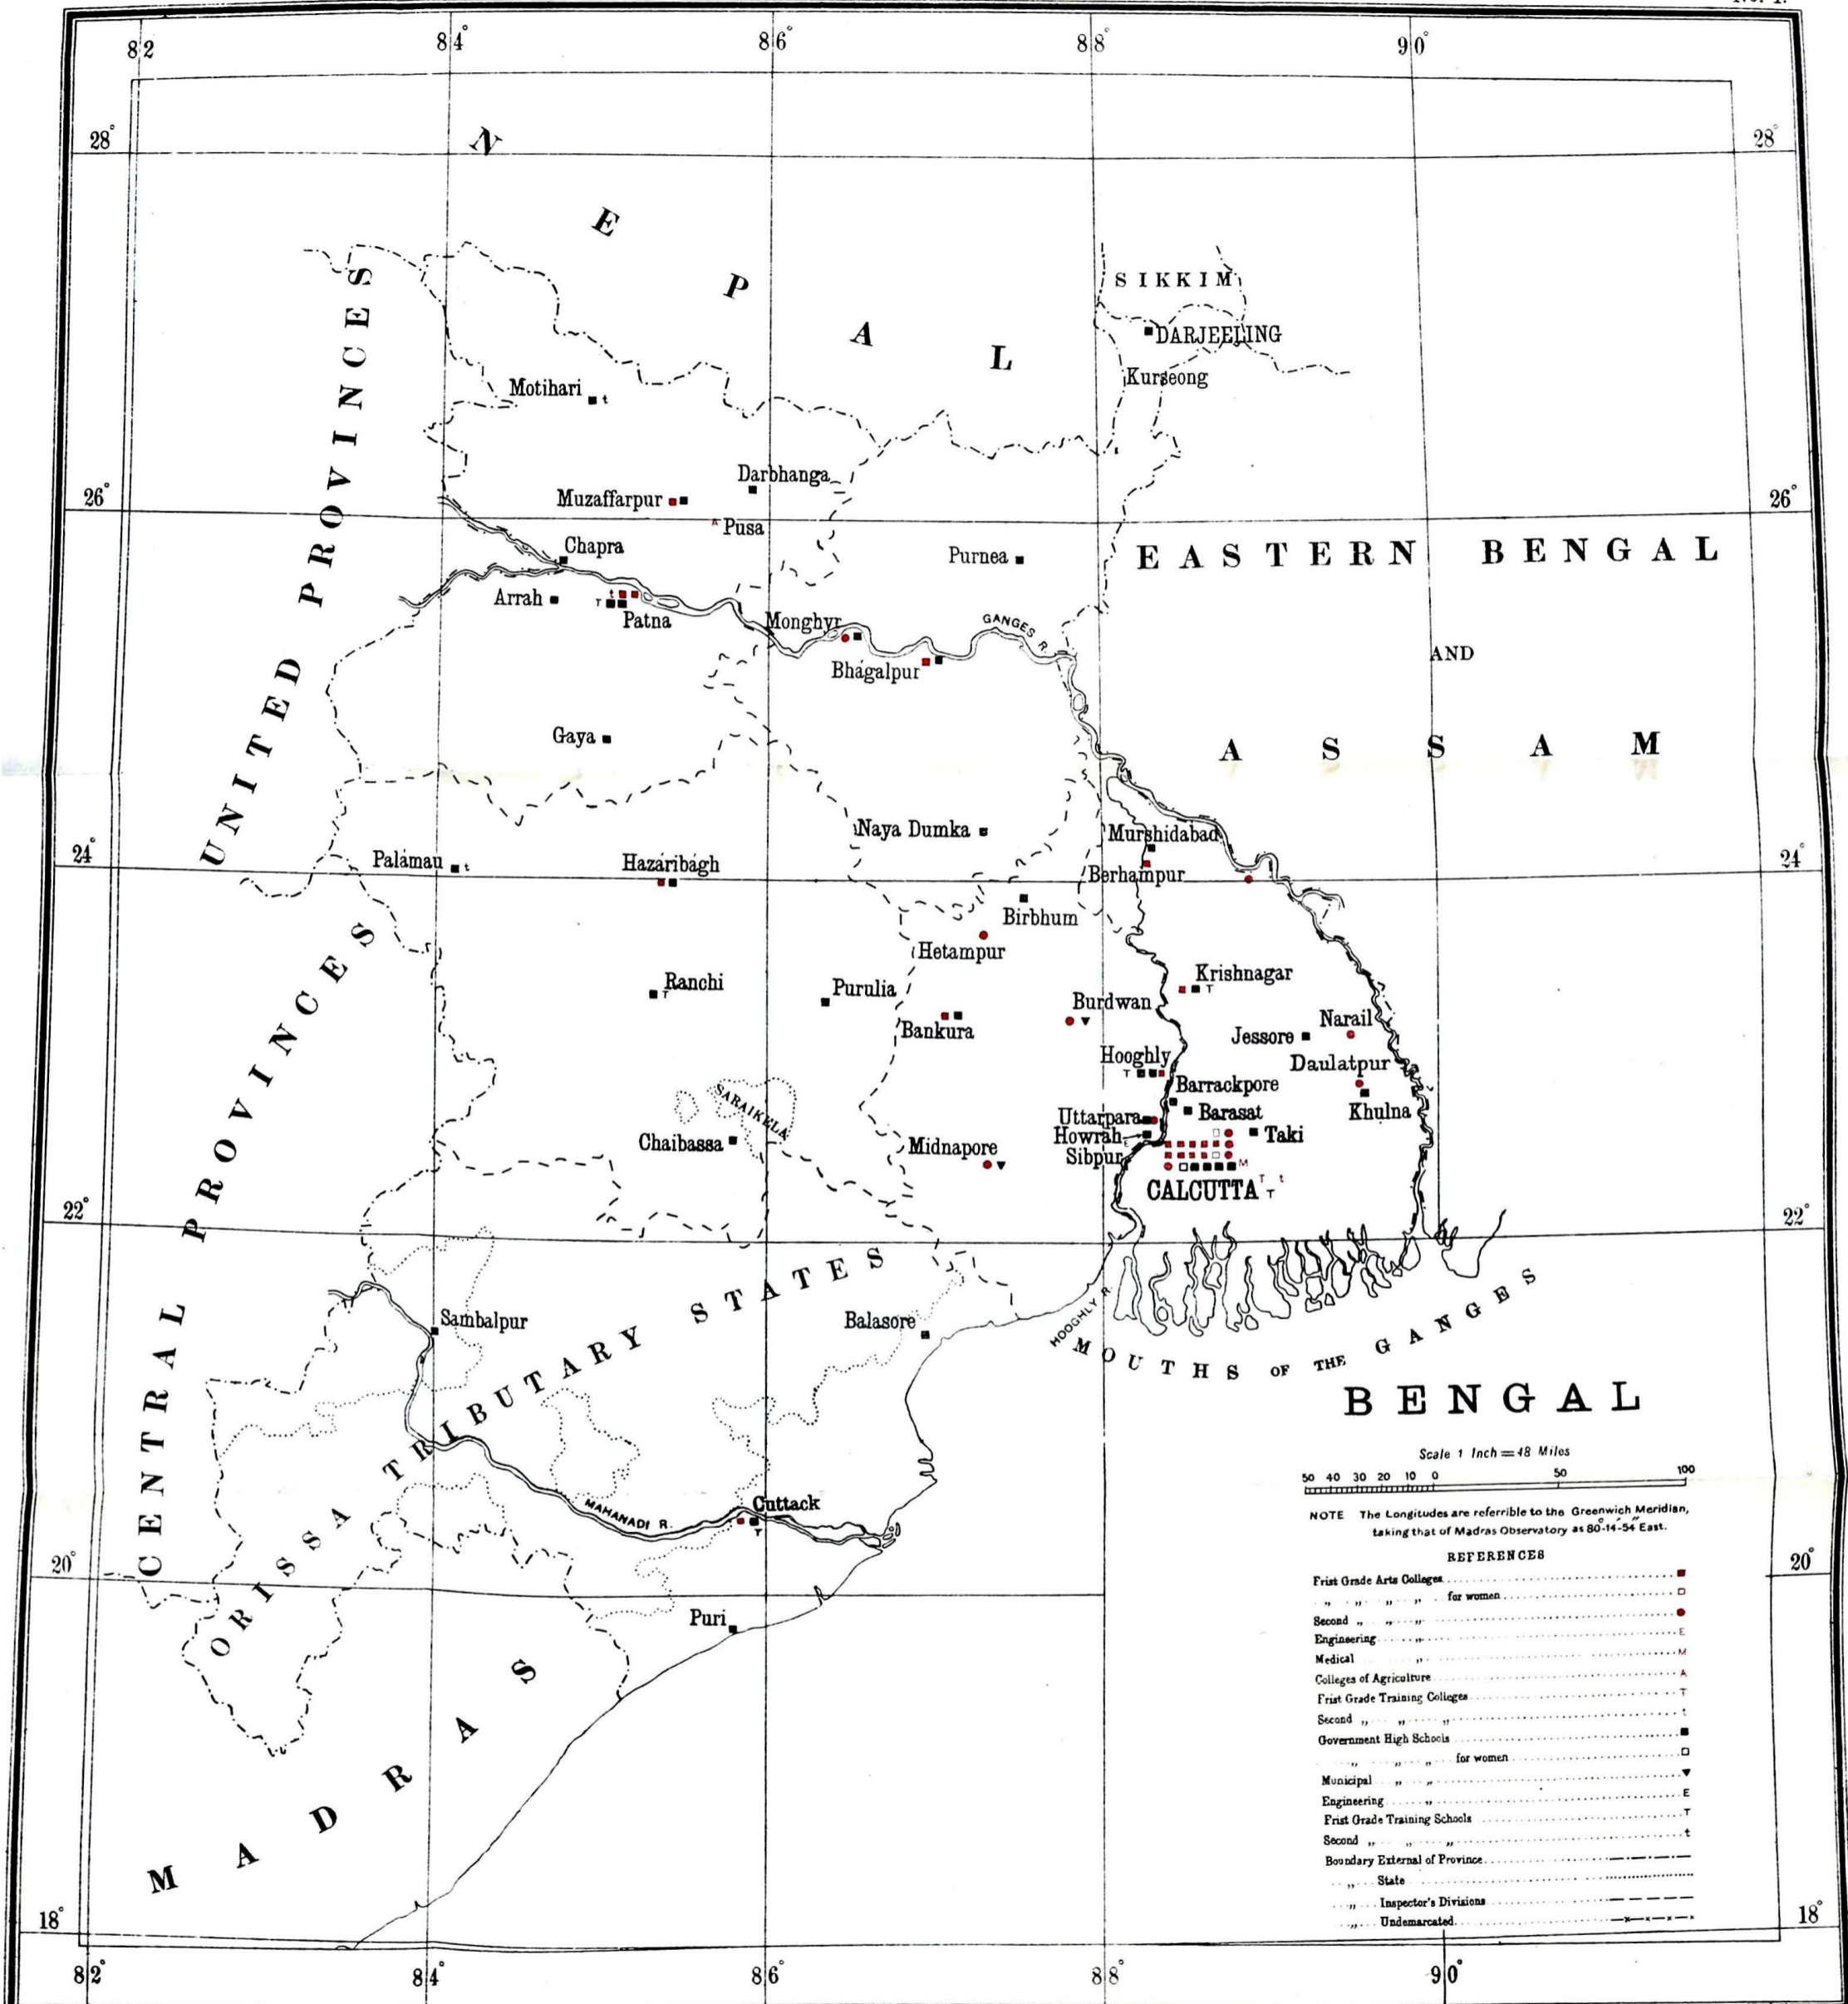 82° 84° 86° 88° 90°
28° 28°
NEPAL
SIKKIM
DARJEELING
Kurseong
UNITED PROVINCES
Motihari t
Darbhanga
26° 26°
Muzaffarpur
A Pusa
Chapra
Purnea
EASTERN BENGAL
Arrah
t
T
Patna
Monghyr
GANGES R.
AND
Bhágalpur
Gaya
ASSAM
Naya Dumka
Murshidabad
24° 24°
Palámau t
Hazáribágh
Berhampur
Birbhum
Hetampur
CENTRAL PROVINCES
Ranchi
T
Purulia
Krishnagar
T
Burdwan
Bankura
Narail
Jessore
Hooghly
T
Daulatpur
Barrackpore
SARAIKELA
Khulna
Uttarpara
Barasat
Howrah
E
Taki
Chaibassa
Midnapore
Sibpur
M
CALCUTTA
T t
T
22° 22°
ORISSA TRIBUTARY STATES
HOOGHLY R.
MOUTHS OF THE GANGES
Sambalpur
Balasore
BENGAL
Scale 1 Inch = 48 Miles
50 40 30 20 10 0 50 100
MAHANADI R.
Cuttack
T
NOTE The Longitudes are referrible to the Greenwich Meridian,
taking that of Madras Observatory as 80°-14'-54" East.
20° 20°
REFERENCES
Frist Grade Arts Colleges
" " " " for women
Second " " "
Engineering " E
Medical " M
Colleges of Agriculture A
Frist Grade Training Colleges T
Second " " " t
Government High Schools
" " " for women
Municipal " "
Engineering " E
Frist Grade Training Schools T
Second " " " t
Boundary External of Province
" State
" Inspector's Divisions
" Undemarcated
Puri
MADRAS
18° 18°
82° 84° 86° 88° 90°